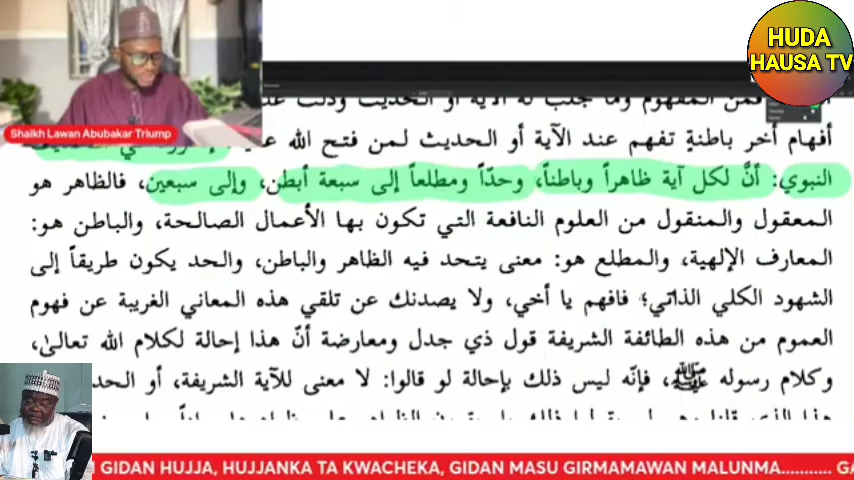 HUDA
HAUSA TV
Shaikh Lawan Abubakar Triump
أفهام أخر باطنةٍ تفهم عند الآية أو الحديث لمن فتح الله
النبوي: أنَّ لكل آية ظاهراً وباطناً، وحدّاً ومطلعاً إلى سبعة أبطن، وإلى سبعين، فالظاهر هو
المعقول والمنقول من العلوم النافعة التي تكون بها الأعمال الصالحة، والباطن هو:
المعارف الإلهية، والمطلع هو: معنى يتحد فيه الظاهر والباطن، والحد يكون طريقاً إلى
الشهود الكلي الذاتي؛ فافهم يا أخي، ولا يصدنك عن تلقي هذه المعاني الغريبة عن فهوم
العموم من هذه الطائفة الشريفة قول ذي جدل ومعارضة أنّ هذا إحالة لكلام الله تعالى،
وكلام رسوله ﷺ، فإنّه ليس ذلك بإحالة لو قالوا: لا معنى للآية الشريفة، أو
GIDAN HUJJA, HUJJANKA TA KWACHEKA, GIDAN MASU GIRMAMAWAN MALUNMA........... GA